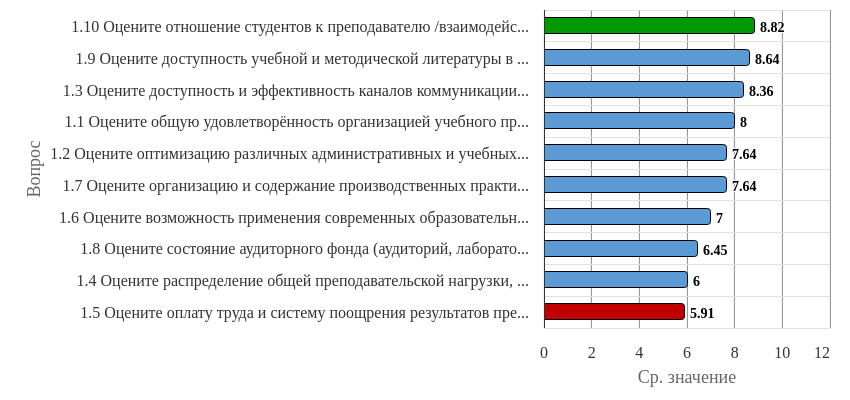 1.10 Оцените отношение студентов к преподавателю /взаимодейс... 8.82
1.9 Оцените доступность учебной и методической литературы в ... 8.64
1.3 Оцените доступность и эффективность каналов коммуникации... 8.36
1.1 Оцените общую удовлетворённость организацией учебного пр... 8
1.2 Оцените оптимизацию различных административных и учебных... 7.64
1.7 Оцените организацию и содержание производственных практи... 7.64
1.6 Оцените возможность применения современных образовательн... 7
1.8 Оцените состояние аудиторного фонда (аудиторий, лаборато... 6.45
1.4 Оцените распределение общей преподавательской нагрузки, ... 6
1.5 Оцените оплату труда и систему поощрения результатов пре... 5.91
Вопрос
0 2 4 6 8 10 12
Ср. значение